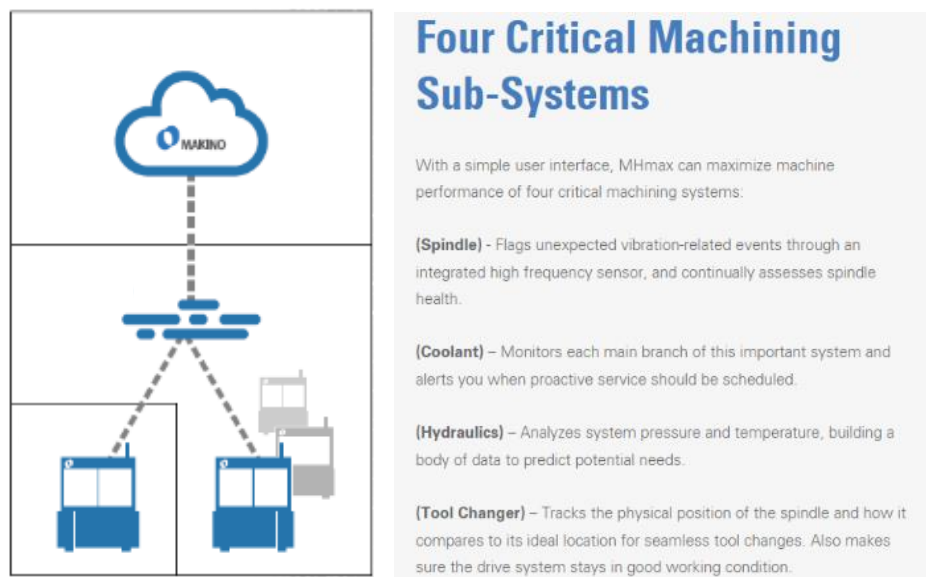 MAKINO
Four Critical Machining
Sub-Systems
With a simple user interface, MHmax can maximize machine
performance of four critical machining systems:
(Spindle) - Flags unexpected vibration-related events through an
integrated high frequency sensor, and continually assesses spindle
health.
(Coolant) – Monitors each main branch of this important system and
alerts you when proactive service should be scheduled.
(Hydraulics) – Analyzes system pressure and temperature, building a
body of data to predict potential needs.
(Tool Changer) – Tracks the physical position of the spindle and how it
compares to its ideal location for seamless tool changes. Also makes
sure the drive system stays in good working condition.